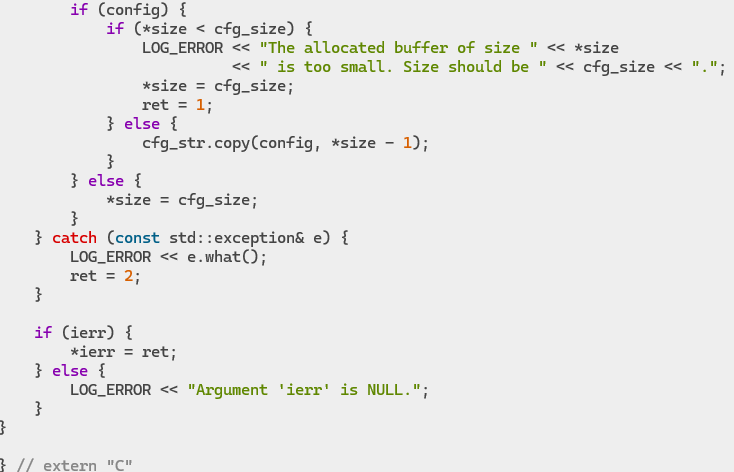 if (config) {
if (*size < cfg_size) {
LOG_ERROR << "The allocated buffer of size " << *size
<< " is too small. Size should be " << cfg_size << ".";
*size = cfg_size;
ret = 1;
} else {
cfg_str.copy(config, *size - 1);
}
} else {
*size = cfg_size;
}
} catch (const std::exception& e) {
LOG_ERROR << e.what();
ret = 2;
}
if (ierr) {
*ierr = ret;
} else {
LOG_ERROR << "Argument 'ierr' is NULL.";
}
}
} // extern "C"